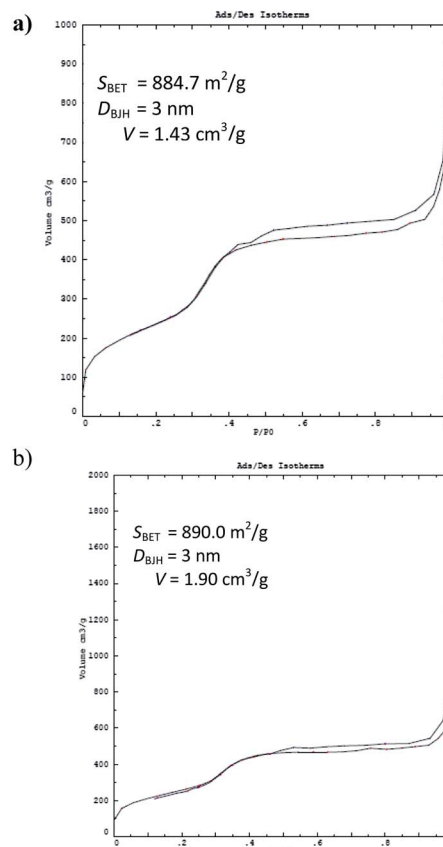 a)
Ads/Des Isotherms
1000
900
800
700
600
500
400
300
200
100
0
Volume cm3/g
S_BET = 884.7 m²/g
D_BJH = 3 nm
V = 1.43 cm³/g
0 .2 .4 .6 .8
P/P0
b)
Ads/Des Isotherms
2000
1800
1600
1400
1200
1000
800
600
400
200
0
Volume cm3/g
S_BET = 890.0 m²/g
D_BJH = 3 nm
V = 1.90 cm³/g
0 .2 .4 .6 .8